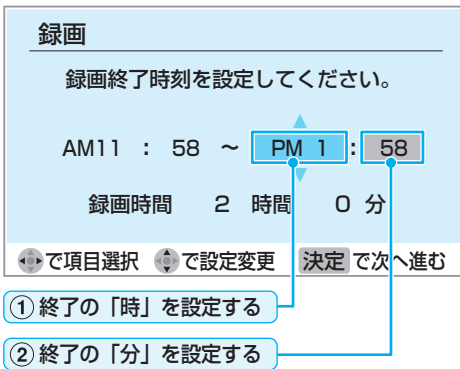 録画
録画終了時刻を設定してください。
AM11 : 58 ~ PM 1 : 58
録画時間 2 時間 0 分
で項目選択 で設定変更 決定 で次へ進む
① 終了の「時」を設定する
② 終了の「分」を設定する